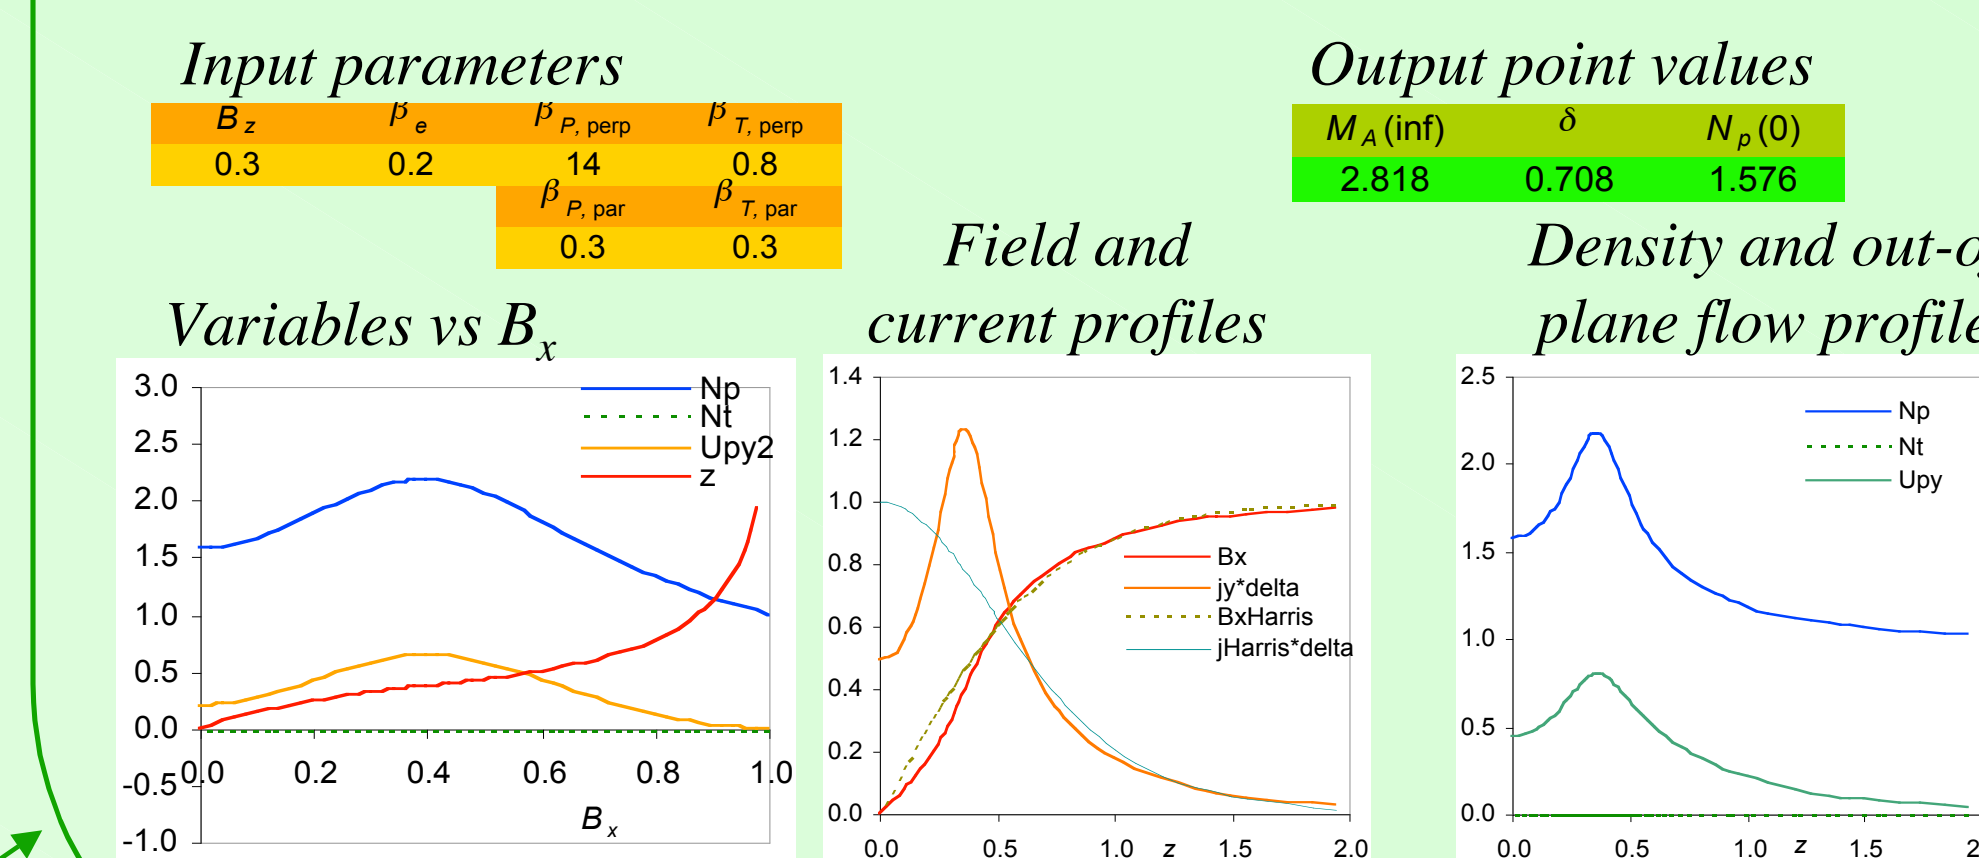 Input parameters
Output point values
B z β e β P, perp β T, perp
0.3 0.2 14 0.8
β P, par β T, par
0.3 0.3
M A (inf) δ N p (0)
2.818 0.708 1.576
Variables vs Bx
Field and
current profiles
Density and out-o
plane flow profile
3.0
2.5
2.0
1.5
1.0
0.5
0.0
-0.5
-1.0
0.0 0.2 0.4 0.6 0.8 1.0
B x
Np
Nt
Upy2
z
1.4
1.2
1.0
0.8
0.6
0.4
0.2
0.0
Bx
jy*delta
BxHarris
jHarris*delta
0.0 0.5 1.0 z 1.5 2.0
2.5
2.0
1.5
1.0
0.5
0.0
Np
Nt
Upy
0.0 0.5 1.0 z 1.5 2